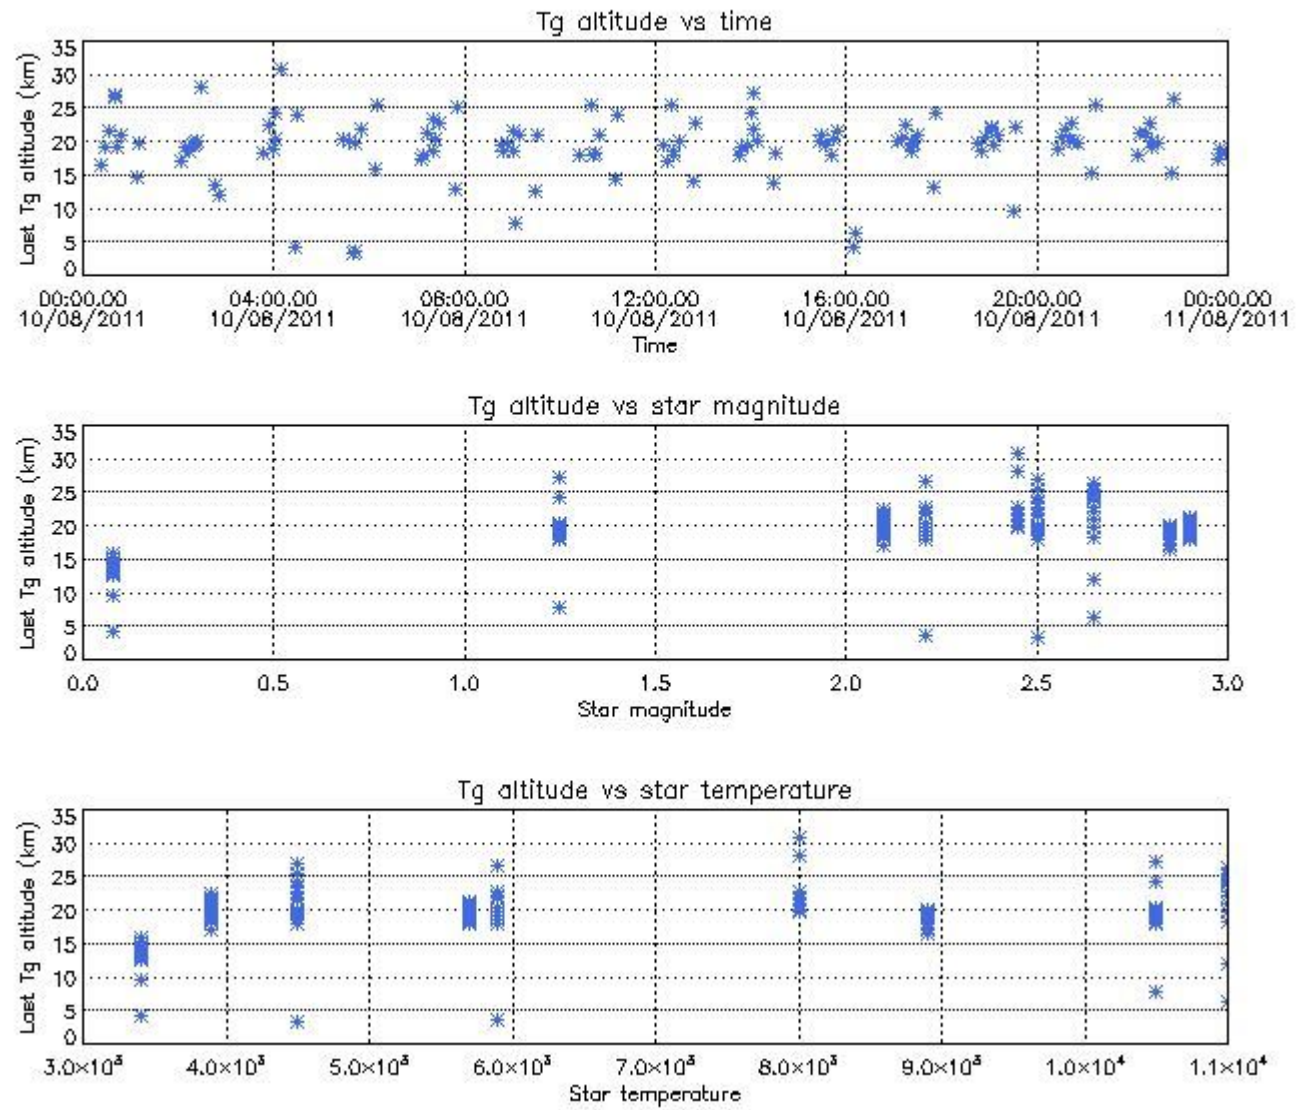 Tg altitude vs time
Last Tg altitude (km)
35
30
25
20
15
10
5
0
00:00.00 04:00.00 08:00.00 12:00.00 16:00.00 20:00.00 00:00.00
10/08/2011 10/08/2011 10/08/2011 10/08/2011 10/08/2011 10/08/2011 11/08/2011
Time
Tg altitude vs star magnitude
Last Tg altitude (km)
35
30
25
20
15
10
5
0
0.0 0.5 1.0 1.5 2.0 2.5 3.0
Star magnitude
Tg altitude vs star temperature
Last Tg altitude (km)
35
30
25
20
15
10
5
0
3.0×10³ 4.0×10³ 5.0×10³ 6.0×10³ 7.0×10³ 8.0×10³ 9.0×10³ 1.0×10⁴ 1.1×10⁴
Star temperature